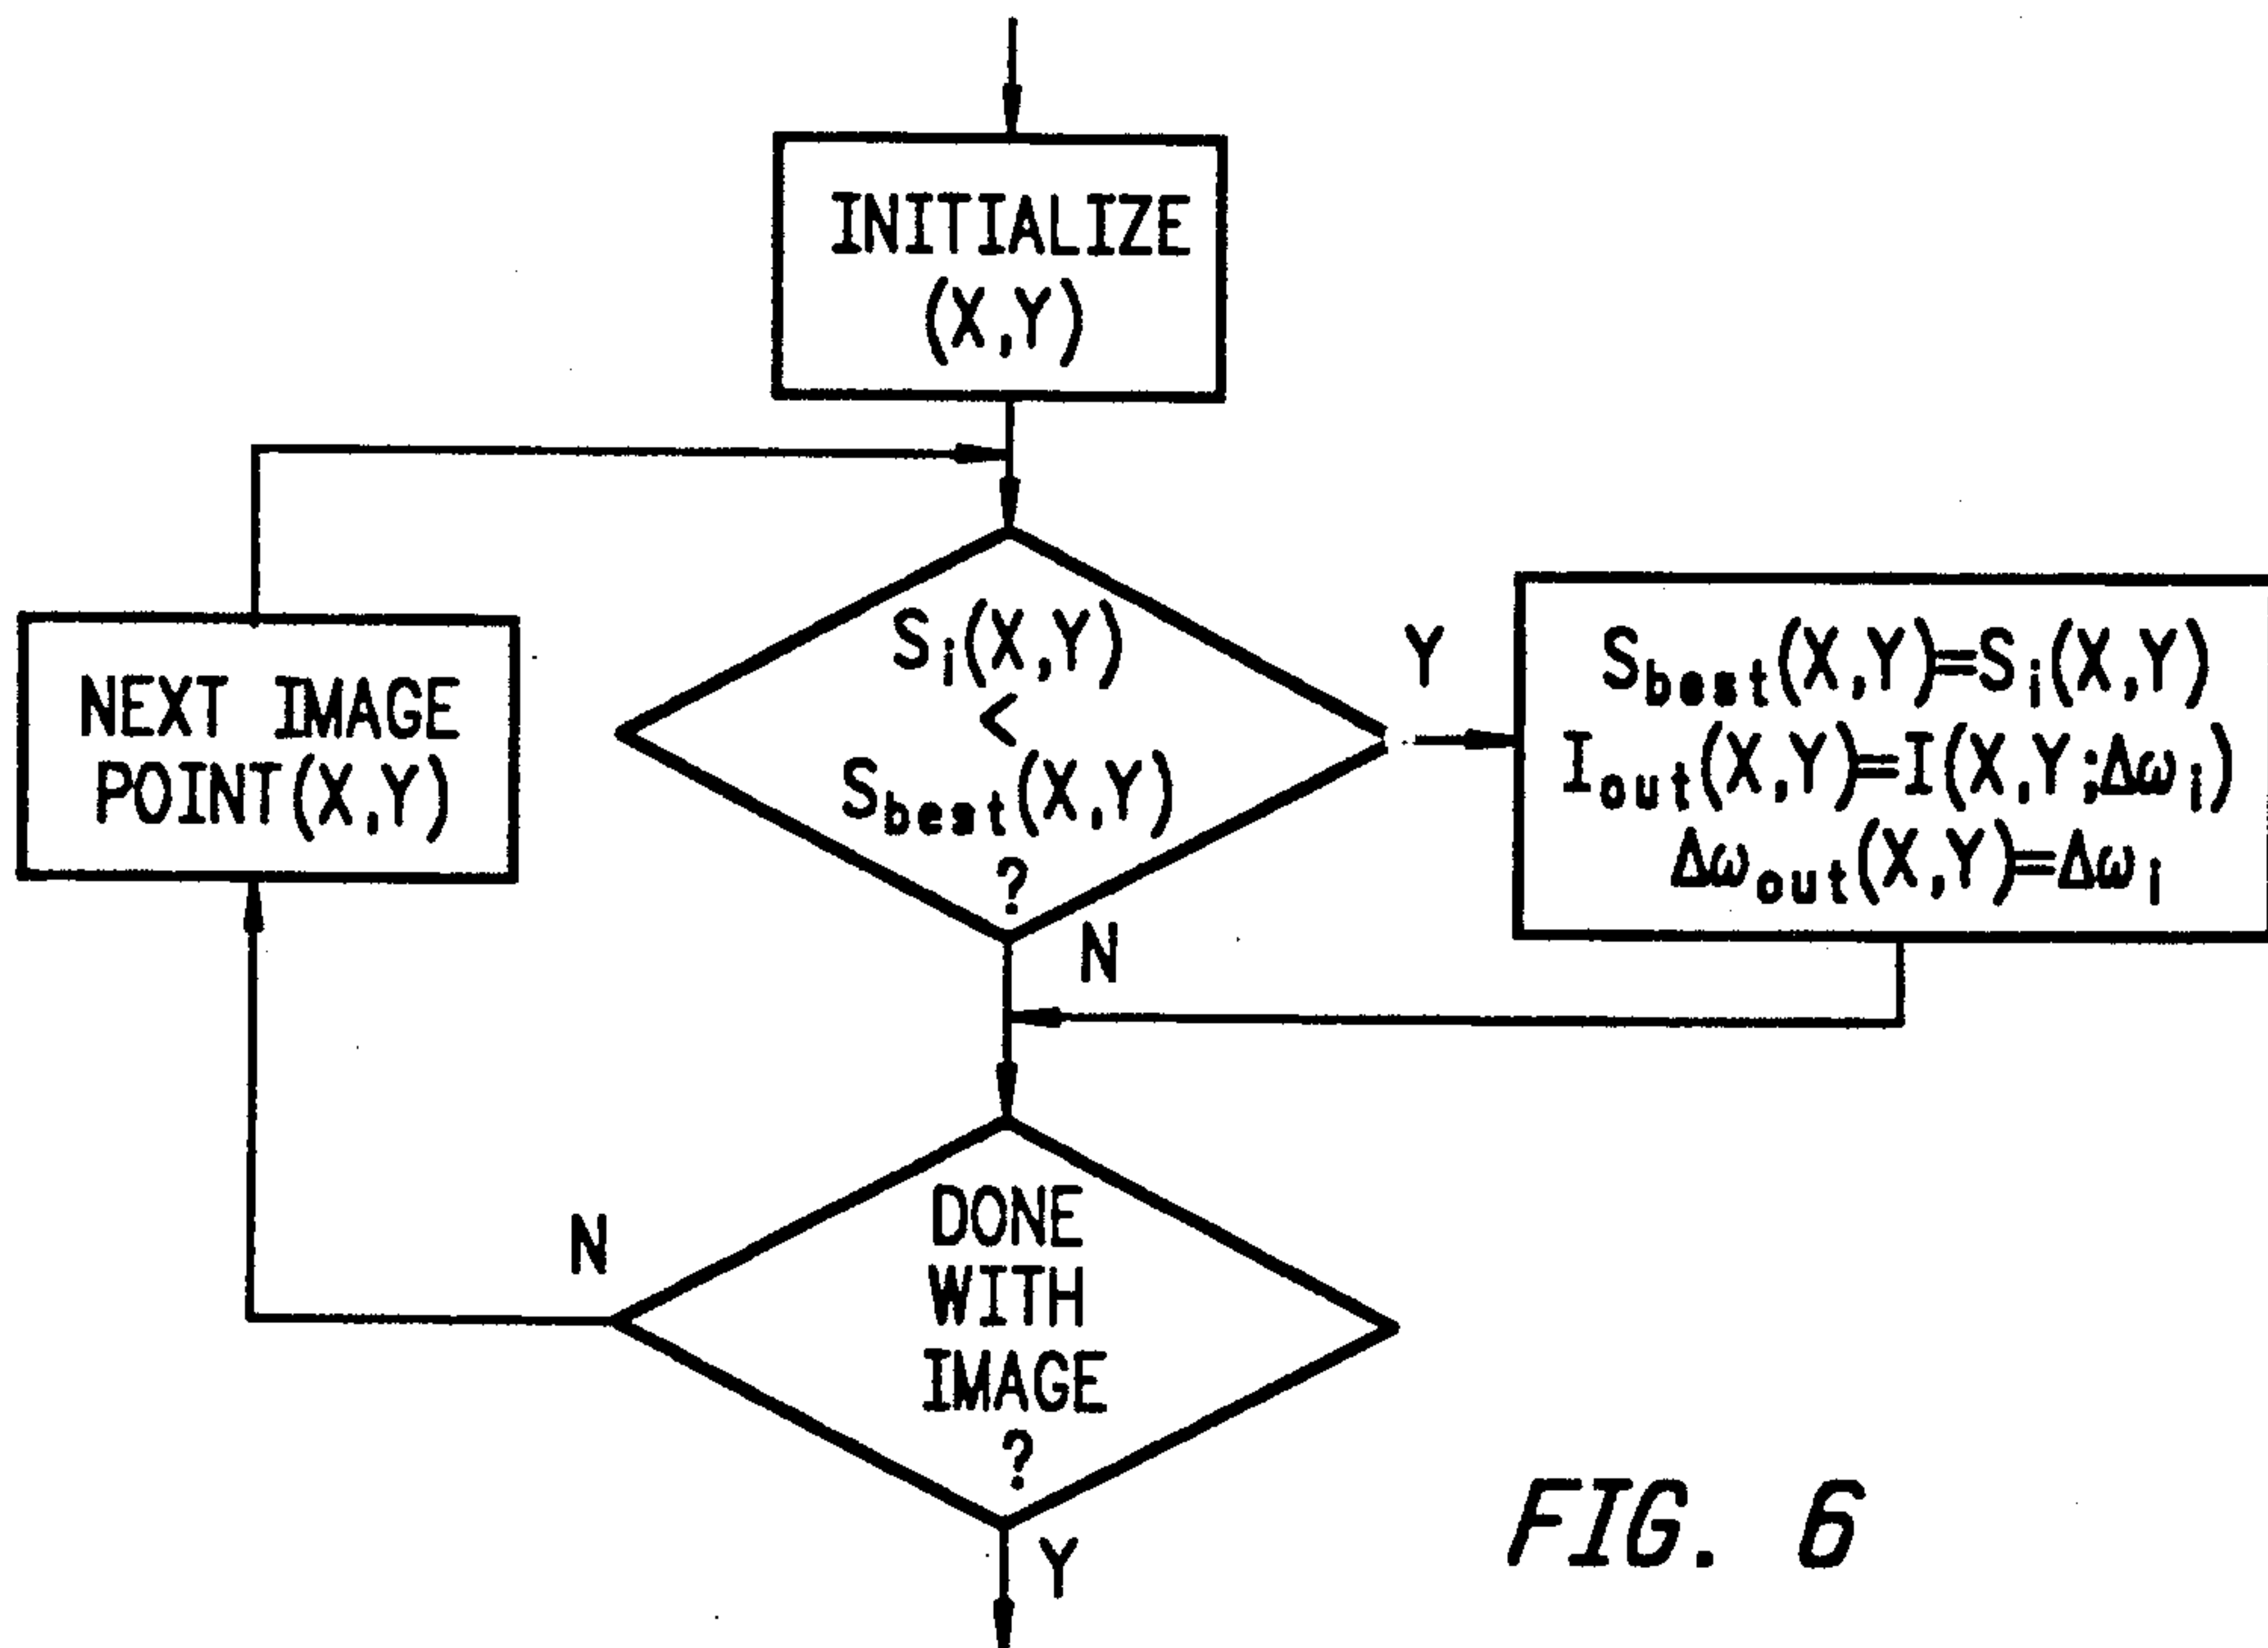 INITIALIZE
(X,Y)
NEXT IMAGE
POINT(X,Y)
Si(X,Y)
<
Sbest(X,Y)
?
Y
N
Sbest(X,Y)=Si(X,Y)
Iout(X,Y)=I(X,Y;Δωi)
Δωout(X,Y)=Δωi
DONE
WITH
IMAGE
?
N
Y
FIG. 6